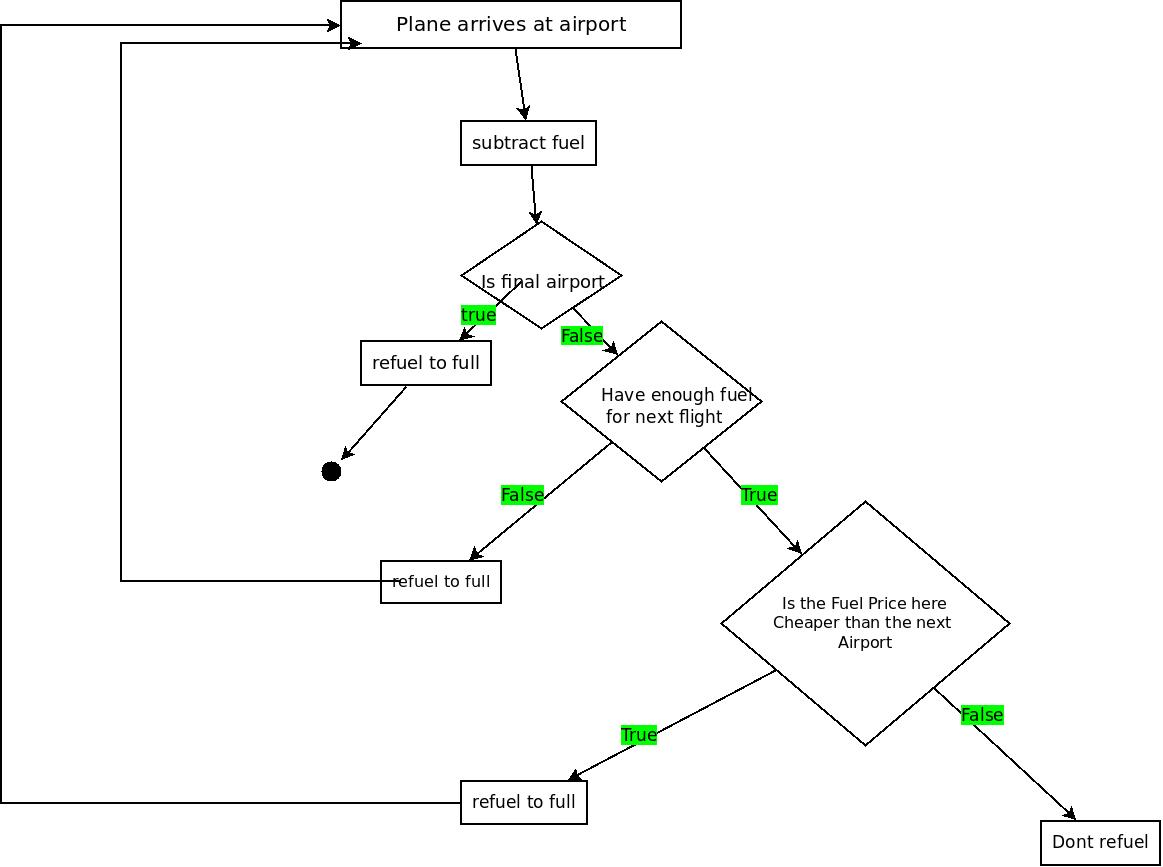 Plane arrives at airport
subtract fuel
Is final airport
true
False
refuel to full
Have enough fuel
for next flight
False
True
refuel to full
Is the Fuel Price here
Cheaper than the next
Airport
True
False
refuel to full
Dont refuel